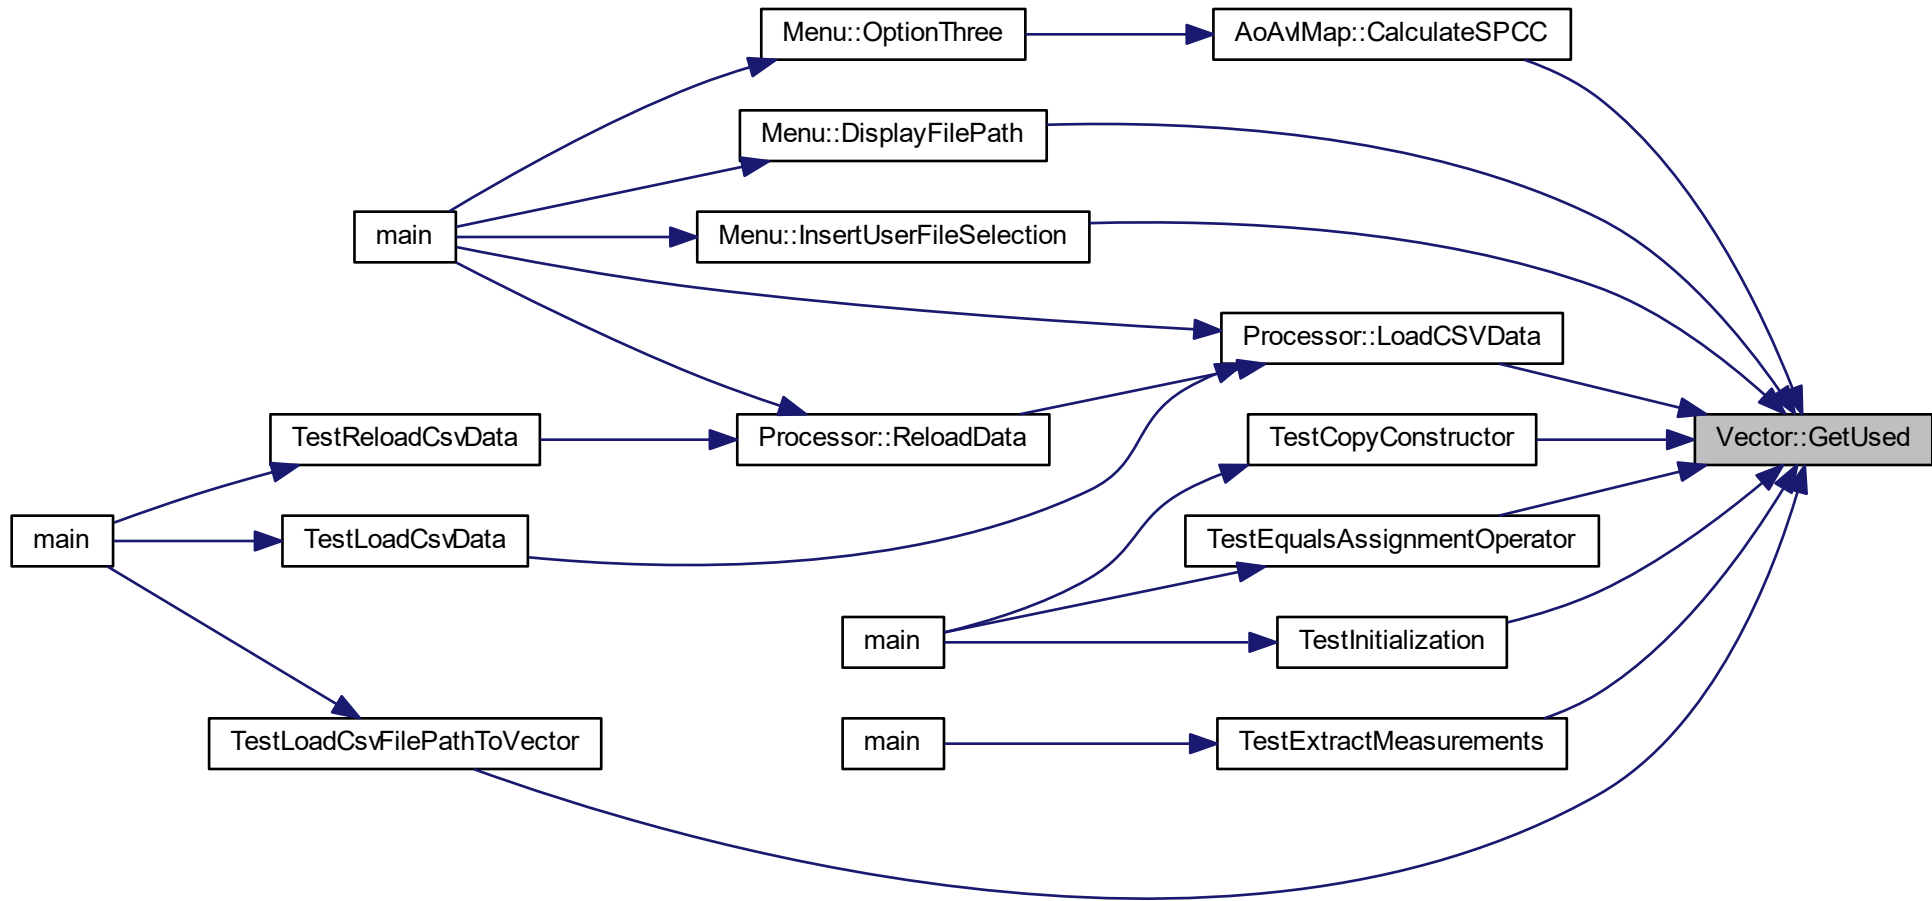 Menu::OptionThree
AoAvlMap::CalculateSPCC
Menu::DisplayFilePath
main
Menu::InsertUserFileSelection
Processor::LoadCSVData
TestReloadCsvData
Processor::ReloadData
TestCopyConstructor
Vector::GetUsed
main
TestLoadCsvData
TestEqualsAssignmentOperator
main
TestInitialization
TestLoadCsvFilePathToVector
main
TestExtractMeasurements